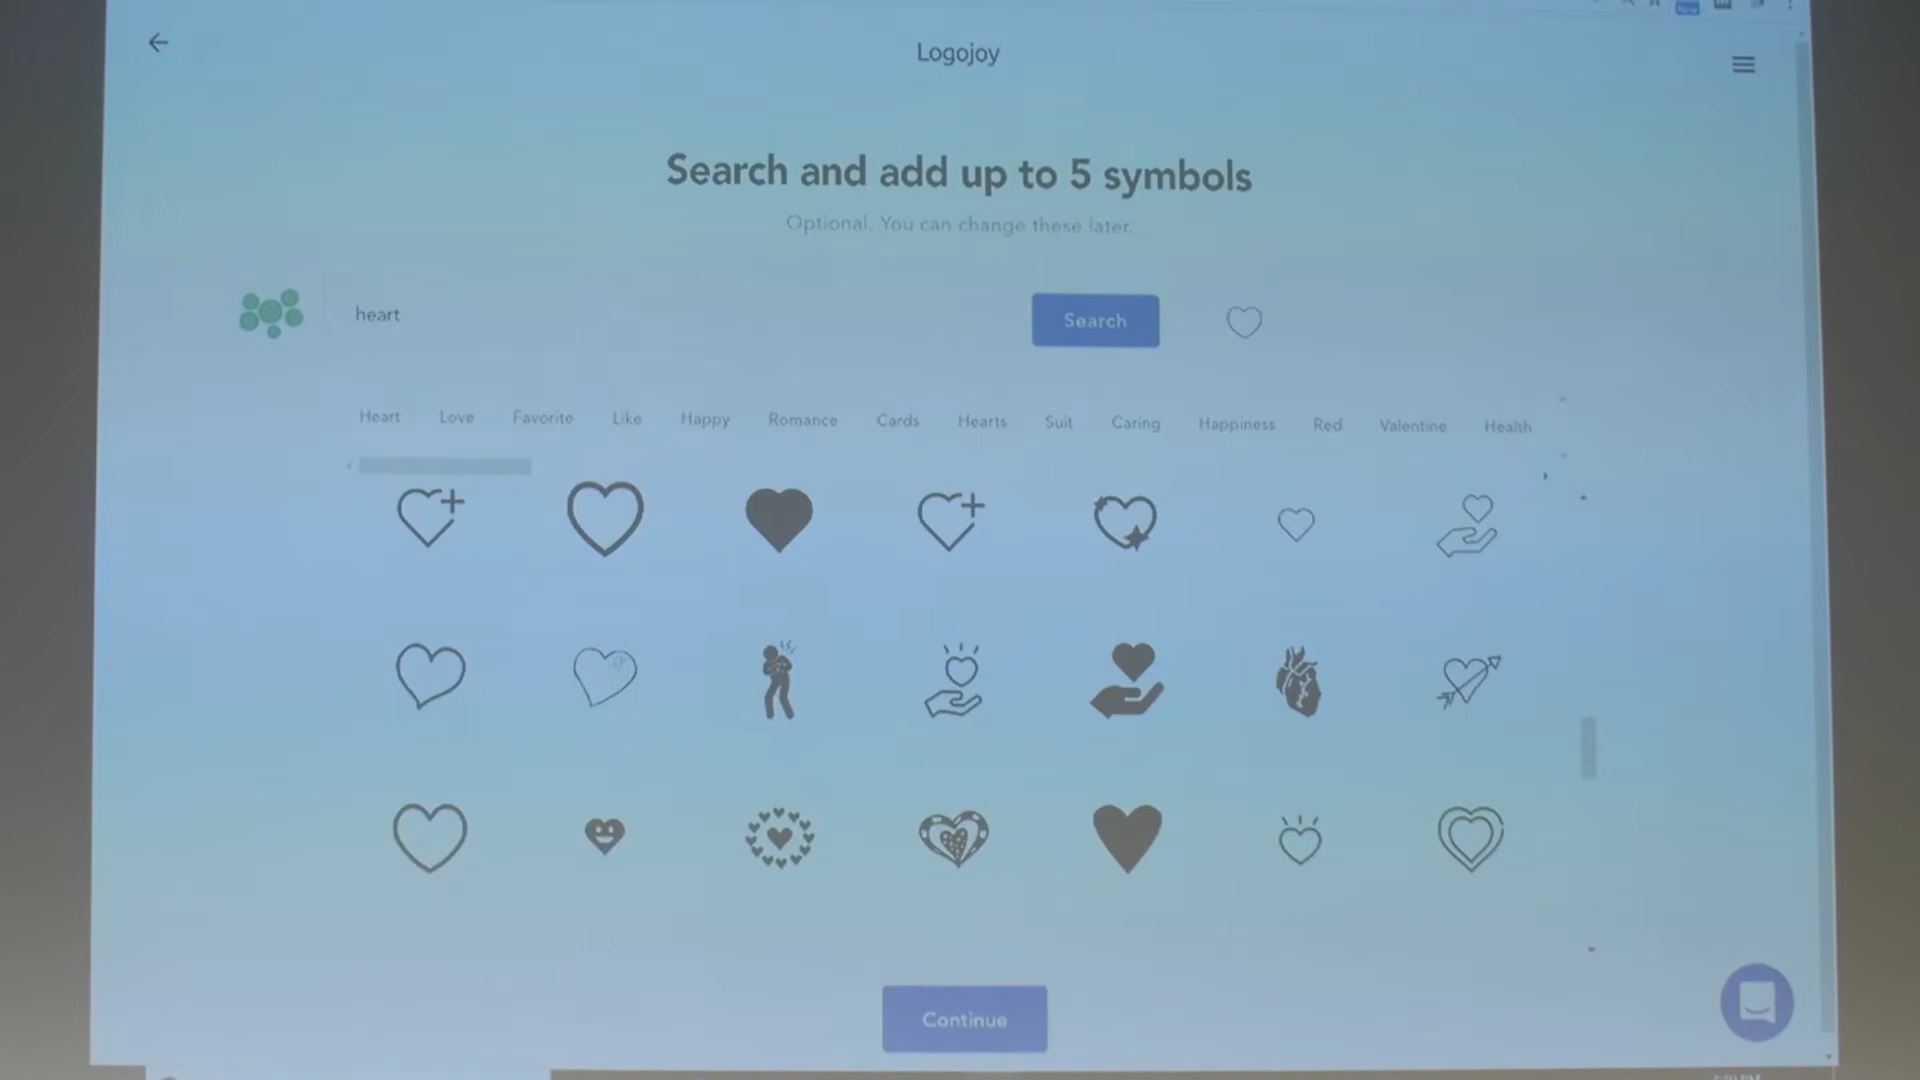 New
Logojoy
Search and add up to 5 symbols
Optional. You can change these later.
heart
Search
Heart Love Favorite Like Happy Romance Cards Hearts Suit Caring Happiness Red Valentine Health
Continue